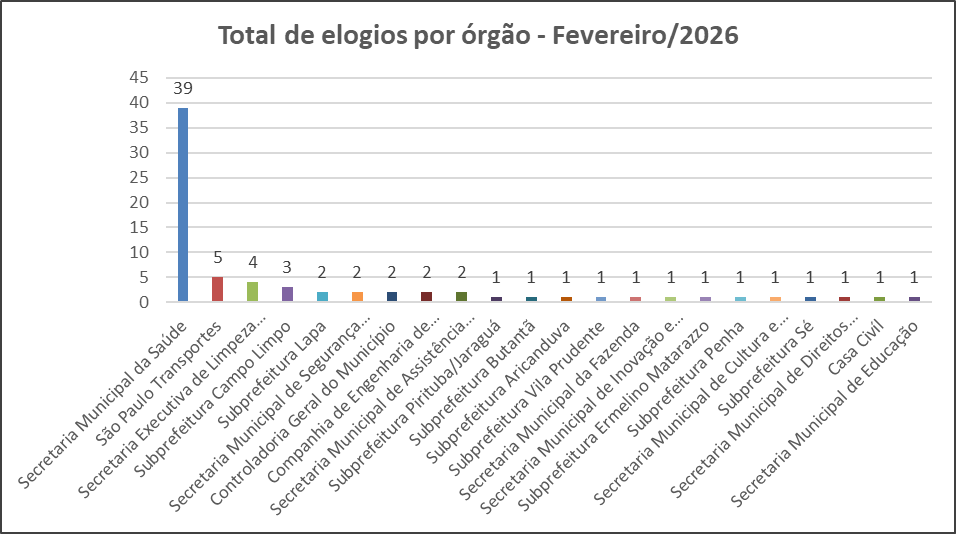 Total de elogios por órgão - Fevereiro/2026
45
40
35
30
25
20
15
10
5
0
39
5
4
3
2
2
2
2
2
1
1
1
1
1
1
1
1
1
1
1
1
1
Secretaria Municipal da Saúde
São Paulo Transportes
Secretaria Executiva de Limpeza...
Subprefeitura Campo Limpo
Subprefeitura Lapa
Secretaria Municipal de Segurança...
Controladoria Geral do Município
Companhia de Engenharia de...
Secretaria Municipal de Assistência...
Subprefeitura Pirituba/Jaraguá
Subprefeitura Butantã
Subprefeitura Aricanduva
Subprefeitura Vila Prudente
Secretaria Municipal da Fazenda
Secretaria Municipal de Inovação e...
Subprefeitura Ermelino Matarazzo
Subprefeitura Penha
Secretaria Municipal de Cultura e...
Subprefeitura Sé
Secretaria Municipal de Direitos...
Casa Civil
Secretaria Municipal de Educação